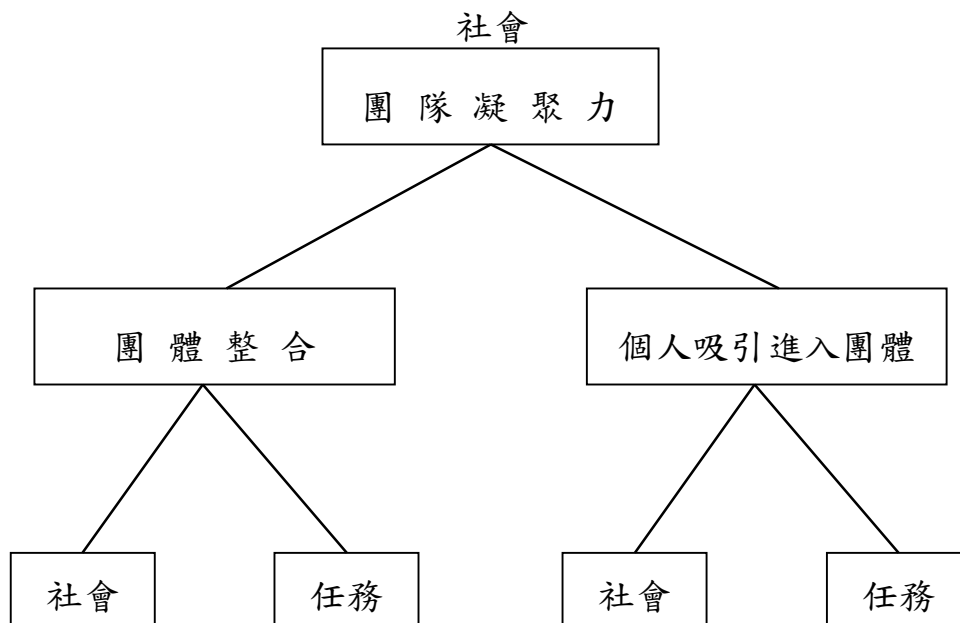 社會
團 隊 凝 聚 力
團 體 整 合
個人吸引進入團體
社會
任務
社會
任務